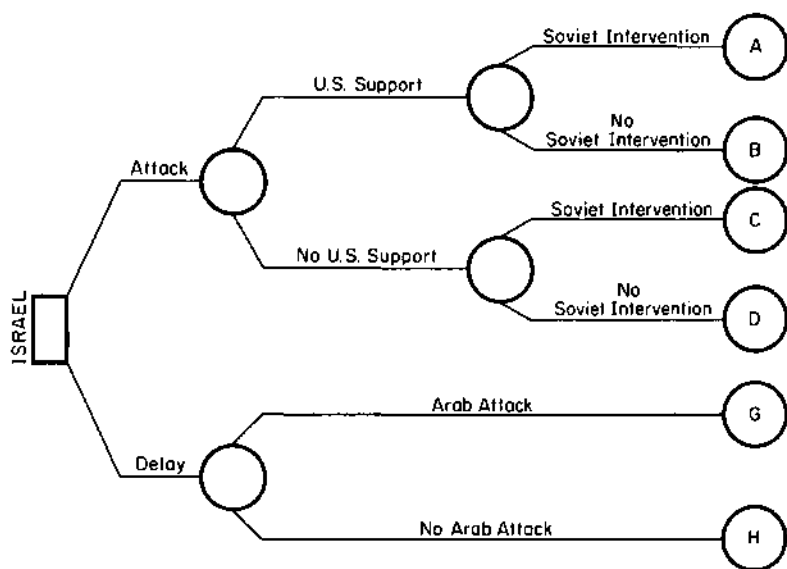 Soviet Intervention
A
U.S. Support
No
Soviet Intervention
B
Attack
Soviet Intervention
C
No U.S. Support
No
Soviet Intervention
D
ISRAEL
Arab Attack
G
Delay
No Arab Attack
H